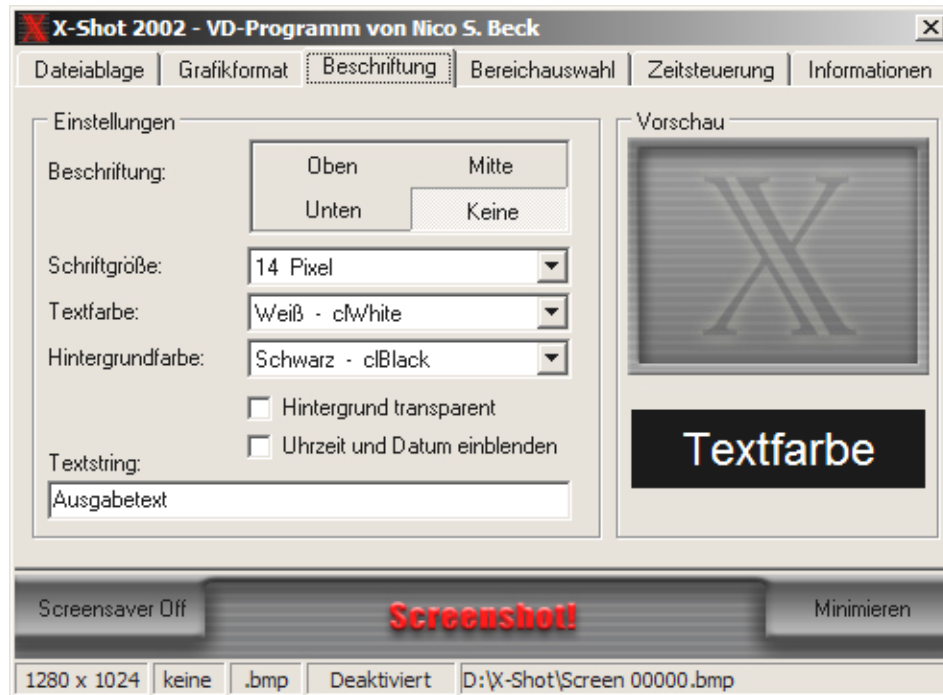 X-Shot 2002 - VD-Programm von Nico S. Beck
Dateiablage Grafikformat Beschriftung Bereichauswahl Zeitsteuerung Informationen
Einstellungen
Beschriftung:
Oben Mitte
Unten Keine
Schriftgröße:
14 Pixel
Textfarbe:
Weiß - clWhite
Hintergrundfarbe:
Schwarz - clBlack
Hintergrund transparent
Uhrzeit und Datum einblenden
Textstring:
Ausgabetext
Vorschau
X
Textfarbe
Screensaver Off
Screenshot!
Minimieren
1280 x 1024 keine .bmp Deaktiviert D:\X-Shot\Screen 00000.bmp